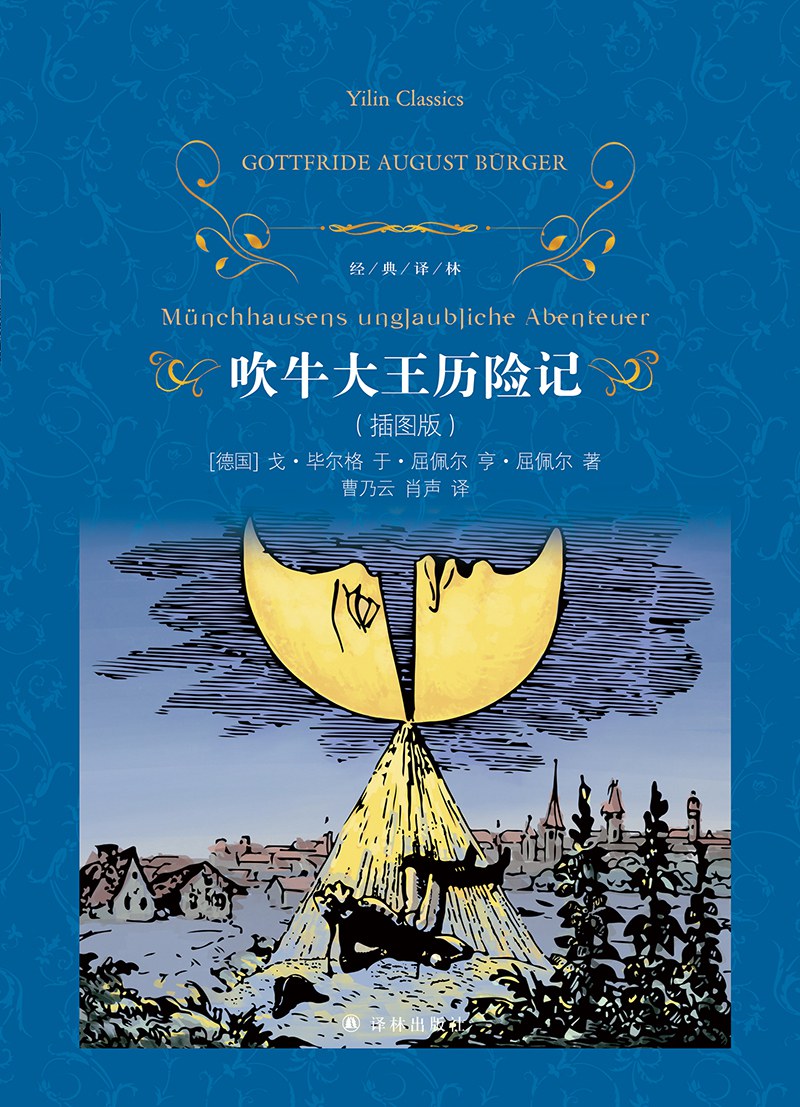 Yilin Classics
GOTTFRIDE AUGUST BÜRGER
经/典/译/林
Münchhausens unglaubliche Abenteuer
吹牛大王历险记
(插图版)
[德国] 戈·毕尔格 于·屈佩尔 亨·屈佩尔 著
曹乃云 肖声 译
译林出版社